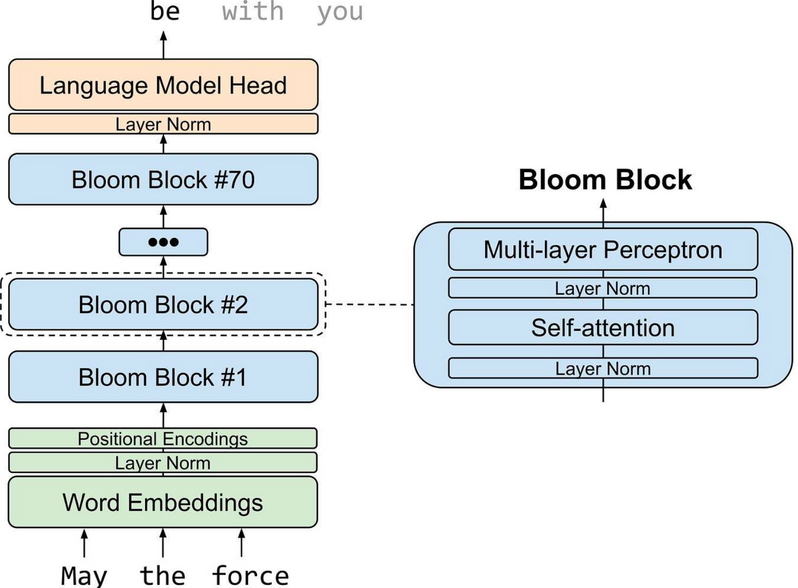 be with you
Language Model Head
Layer Norm
Bloom Block #70
•••
Bloom Block #2
Bloom Block #1
Positional Encodings
Layer Norm
Word Embeddings
May the force
Bloom Block
Multi-layer Perceptron
Layer Norm
Self-attention
Layer Norm